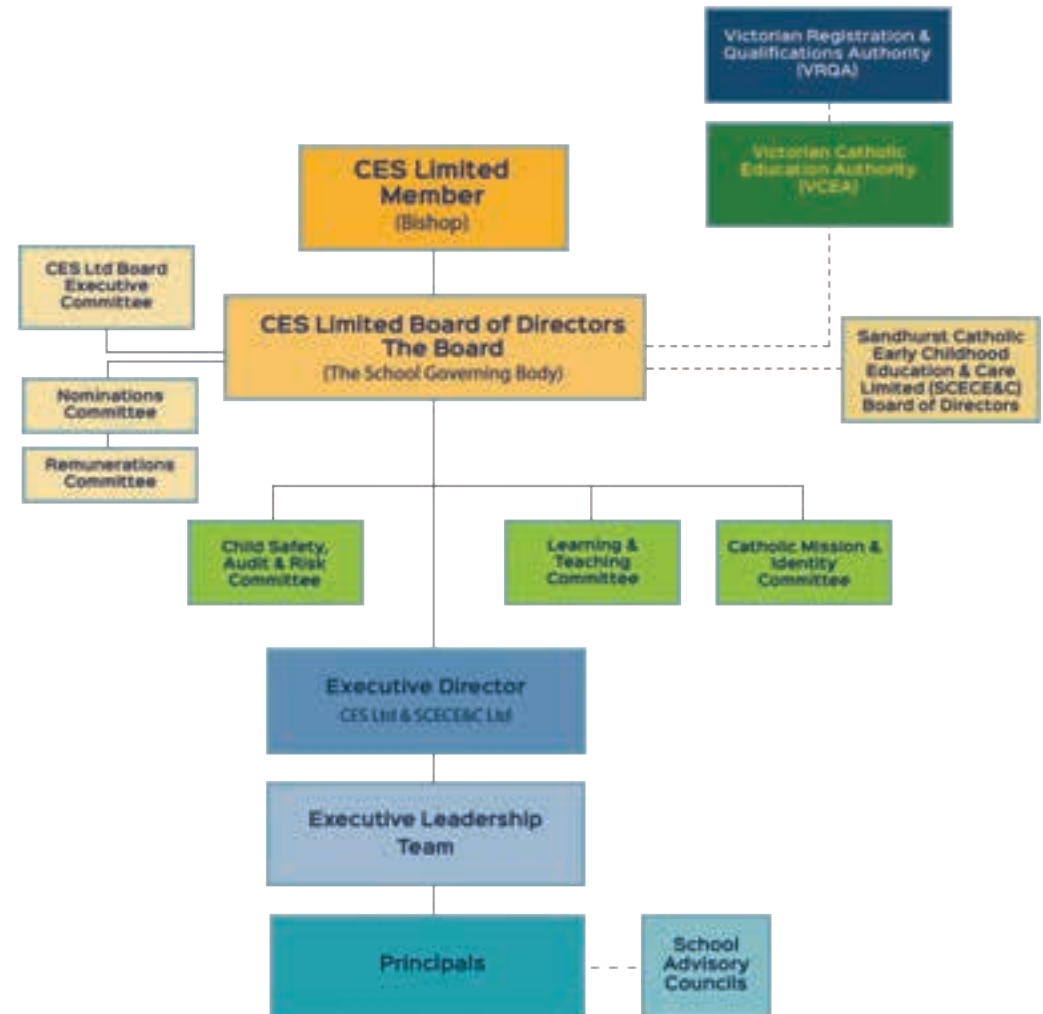 Victorian Registration &
Qualifications Authority
(VRQA)
Victorian Catholic
Education Authority
(VCEA)
CES Limited
Member
(Bishop)
CES Ltd Board
Executive
Committee
CES Limited Board of Directors
The Board
(The School Governing Body)
Sandhurst Catholic
Early Childhood
Education & Care
Limited (SCECE&C)
Board of Directors
Nominations
Committee
Remunerations
Committee
Child Safety,
Audit & Risk
Committee
Learning &
Teaching
Committee
Catholic Mission &
Identity
Committee
Executive Director
CES Ltd & SCECE&C Ltd
Executive Leadership
Team
Principals
School
Advisory
Councils